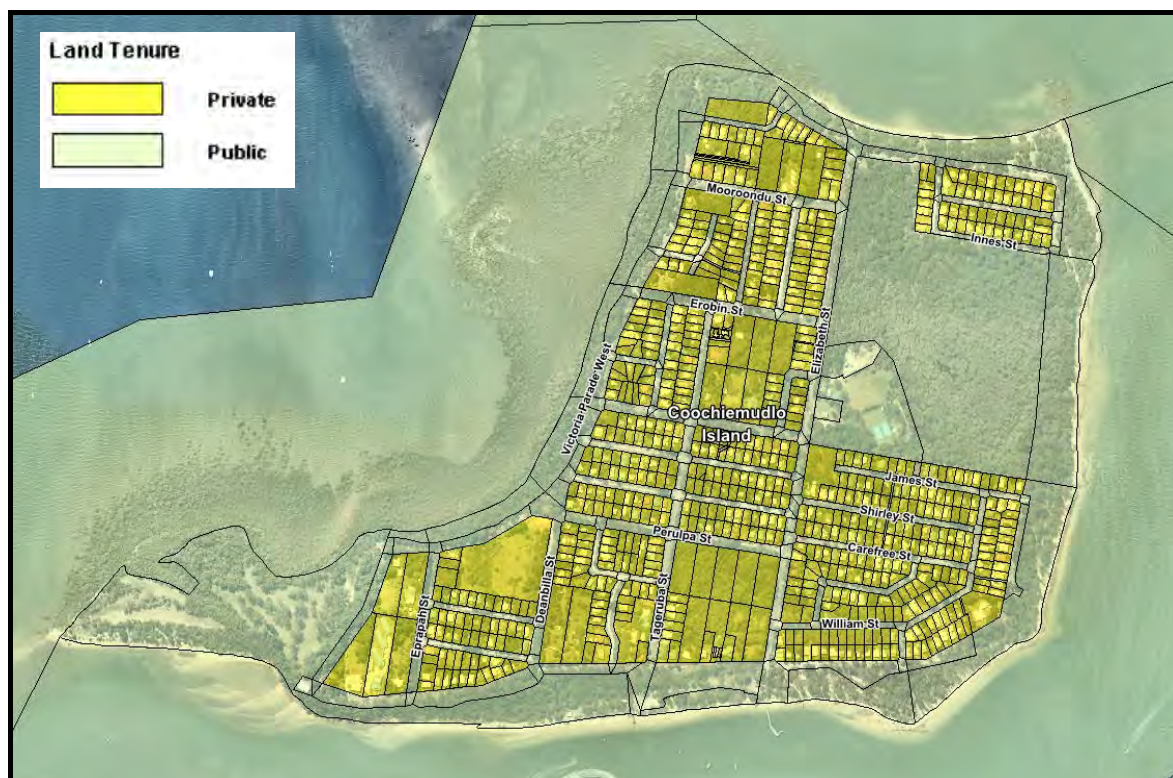 Land Tenure
Private
Public
Mooroondu St
Innes St
Erobin St
Elizabeth St
Victoria Parade West
Coochiemudlo
Island
James St
Shirley St
Perulpa St
Carefree St
Deanbilla St
Tageruba St
Eprapah St
William St